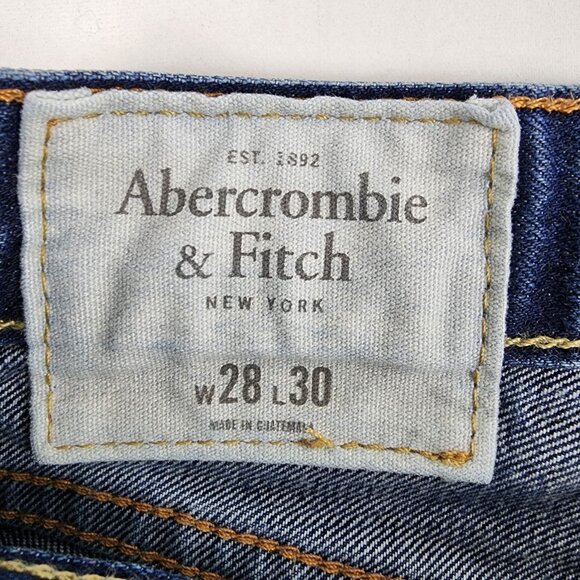 EST. 1892
Abercrombie
& Fitch
NEW YORK
W28 L30
MADE IN GUATEMALA